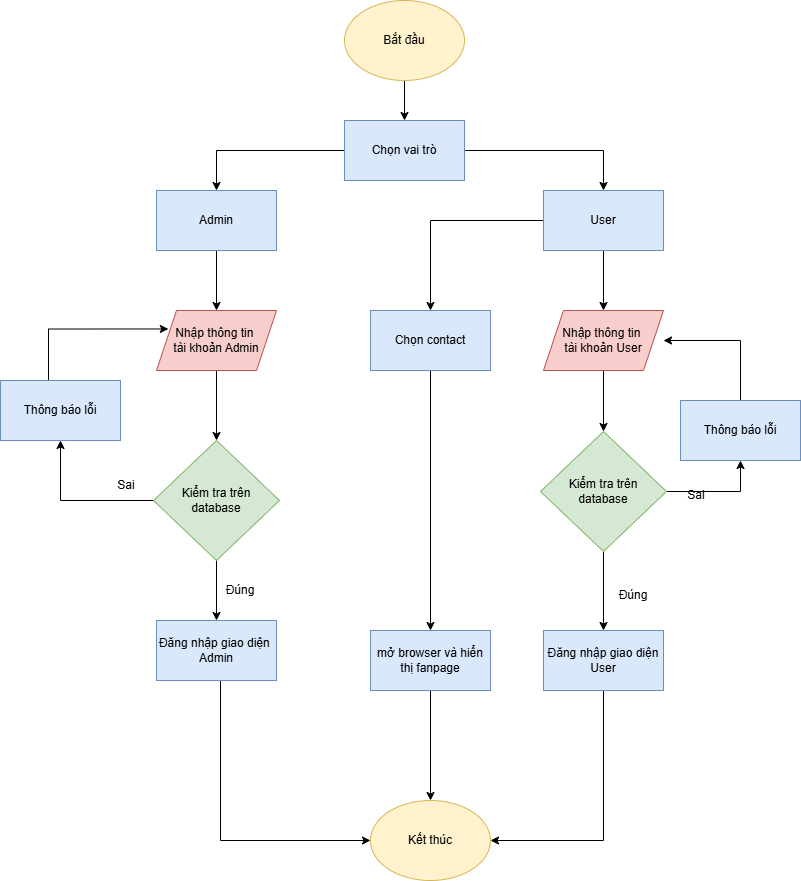 Bắt đầu
Chọn vai trò
Admin
User
Nhập thông tin
tài khoản Admin
Chọn contact
Nhập thông tin
tài khoản User
Thông báo lỗi
Thông báo lỗi
Sai
Kiểm tra trên
database
Kiểm tra trên
database
Sai
Đúng
Đúng
Đăng nhập giao diện
Admin
mở browser và hiển
thị fanpage
Đăng nhập giao diện
User
Kết thúc